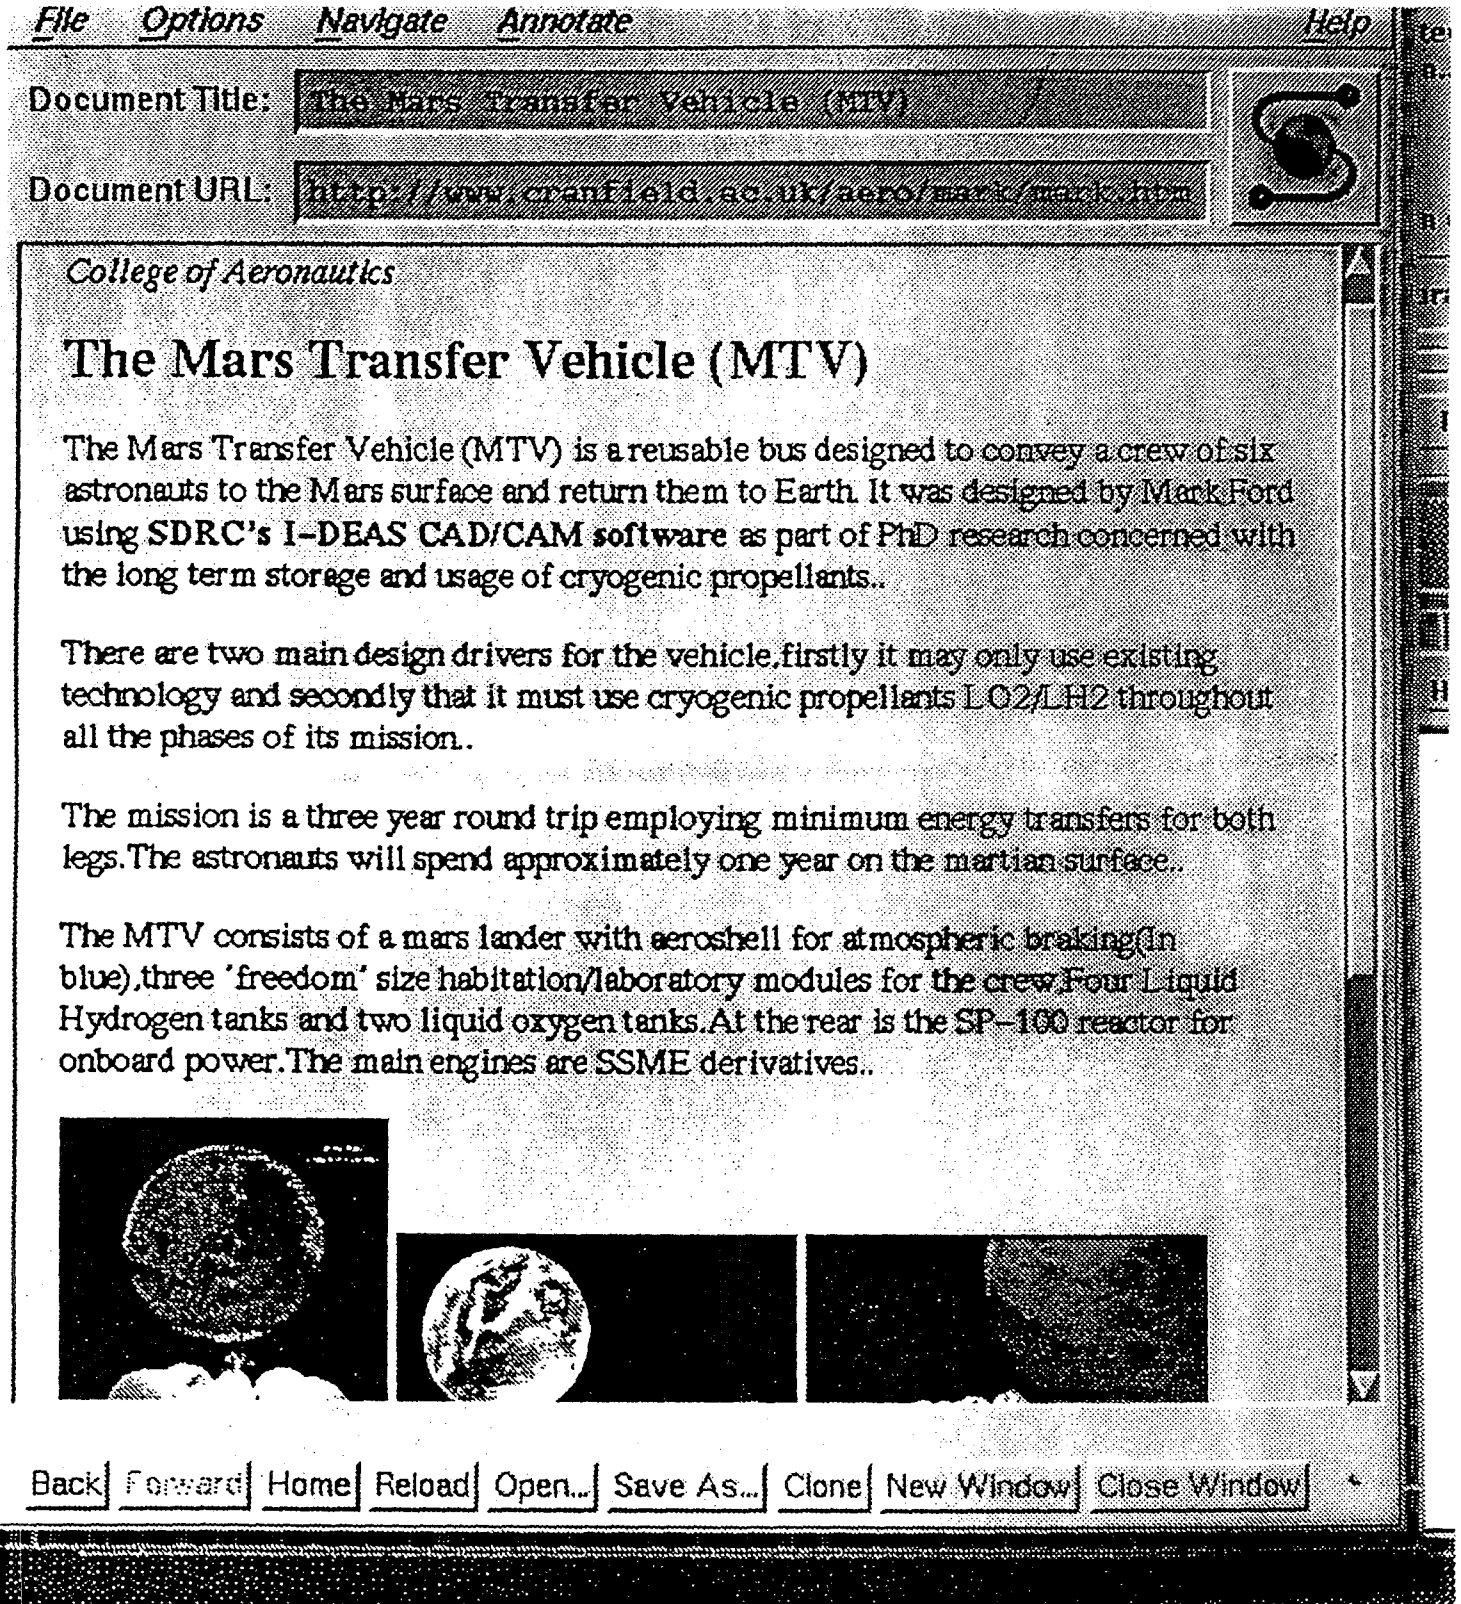 File Options Navigate Annotate Help
Document Title: The Mars Transfer Vehicle (MTV)
Document URL: http://www.cranfield.ac.uk/aero/mark/mark.htm
College of Aeronautics
The Mars Transfer Vehicle (MTV)
The Mars Transfer Vehicle (MTV) is a reusable bus designed to convey a crew of six
astronauts to the Mars surface and return them to Earth. It was designed by Mark Ford
using SDRC's I-DEAS CAD/CAM software as part of PhD research concerned with
the long term storage and usage of cryogenic propellants..
There are two main design drivers for the vehicle,firstly it may only use existing
technology and secondly that it must use cryogenic propellants LO2/LH2 throughout
all the phases of its mission..
The mission is a three year round trip employing minimum energy transfers for both
legs.The astronauts will spend approximately one year on the martian surface..
The MTV consists of a mars lander with aeroshell for atmospheric braking(In
blue),three 'freedom' size habitation/laboratory modules for the crew,Four Liquid
Hydrogen tanks and two liquid oxygen tanks.At the rear is the SP-100 reactor for
onboard power.The main engines are SSME derivatives..
Back Forward Home Reload Open... Save As... Clone New Window Close Window